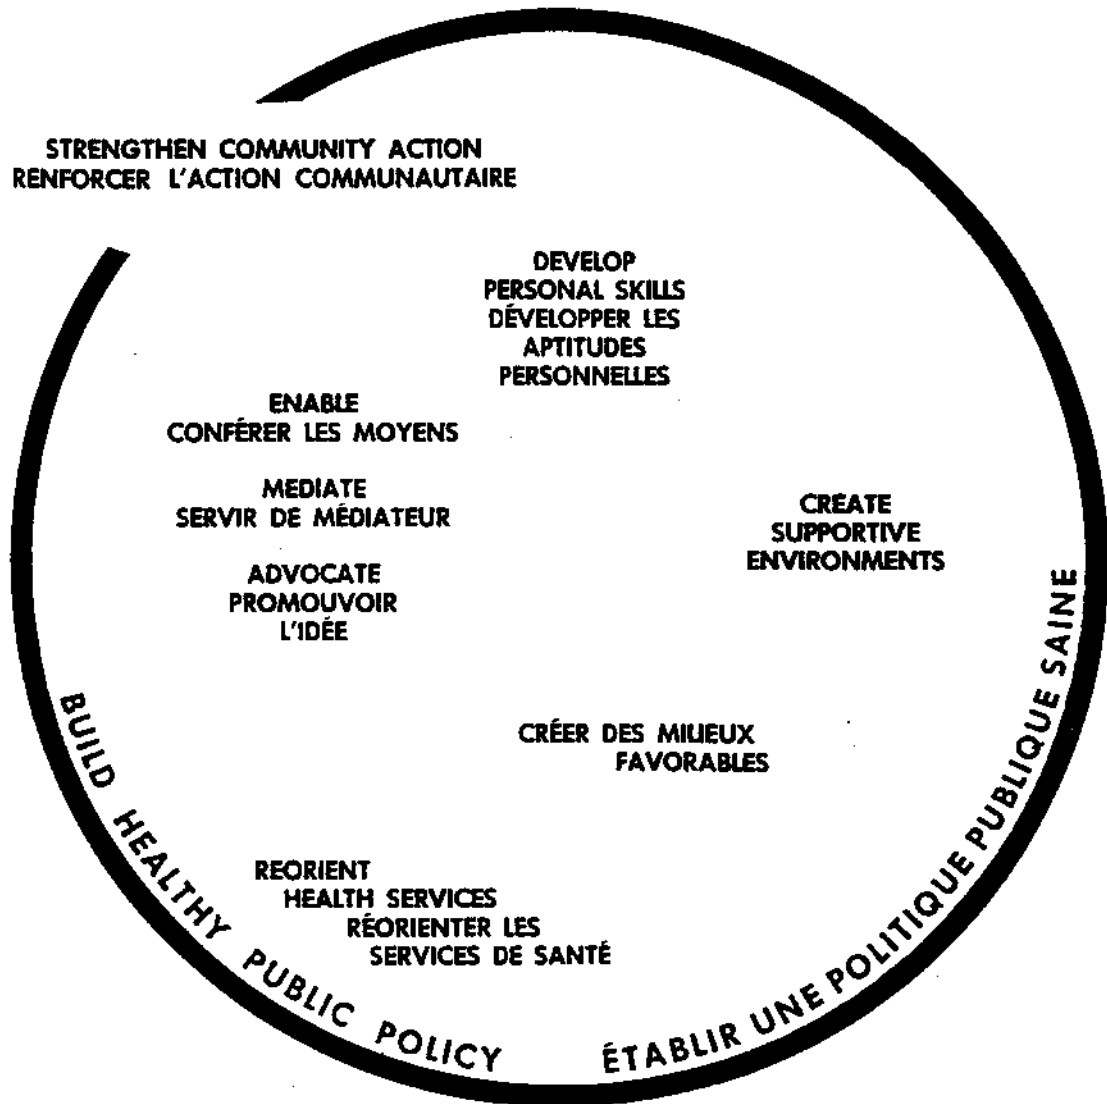 STRENGTHEN COMMUNITY ACTION
RENFORCER L'ACTION COMMUNAUTAIRE
DEVELOP
PERSONAL SKILLS
DÉVELOPPER LES
APTITUDES
PERSONNELLES
ENABLE
CONFÉRER LES MOYENS
MEDIATE
SERVIR DE MÉDIATEUR
ADVOCATE
PROMOUVOIR
L'IDÉE
CREATE
SUPPORTIVE
ENVIRONMENTS
CRÉER DES MILIEUX
FAVORABLES
REORIENT
HEALTH SERVICES
RÉORIENTER LES
SERVICES DE SANTÉ
BUILD HEALTHY PUBLIC POLICY
ÉTABLIR UNE POLITIQUE PUBLIQUE SAINE